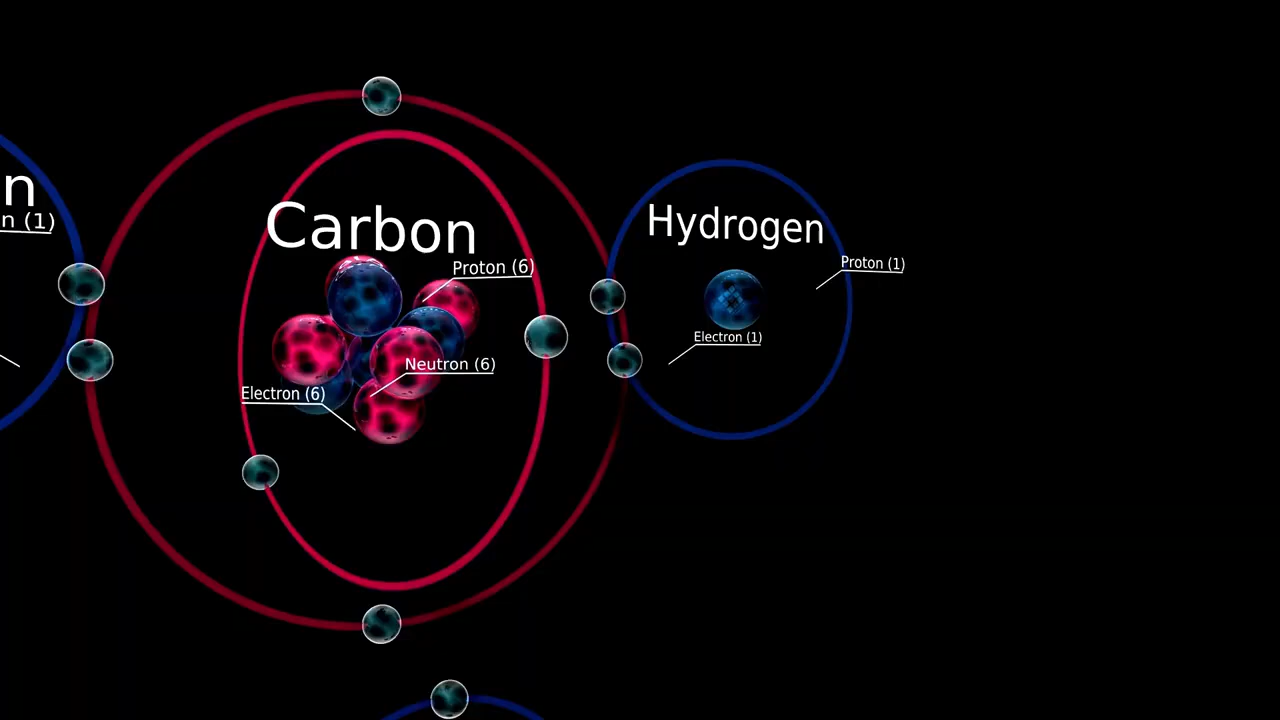 n
n (1)
Carbon
Proton (6)
Neutron (6)
Electron (6)
Hydrogen
Proton (1)
Electron (1)